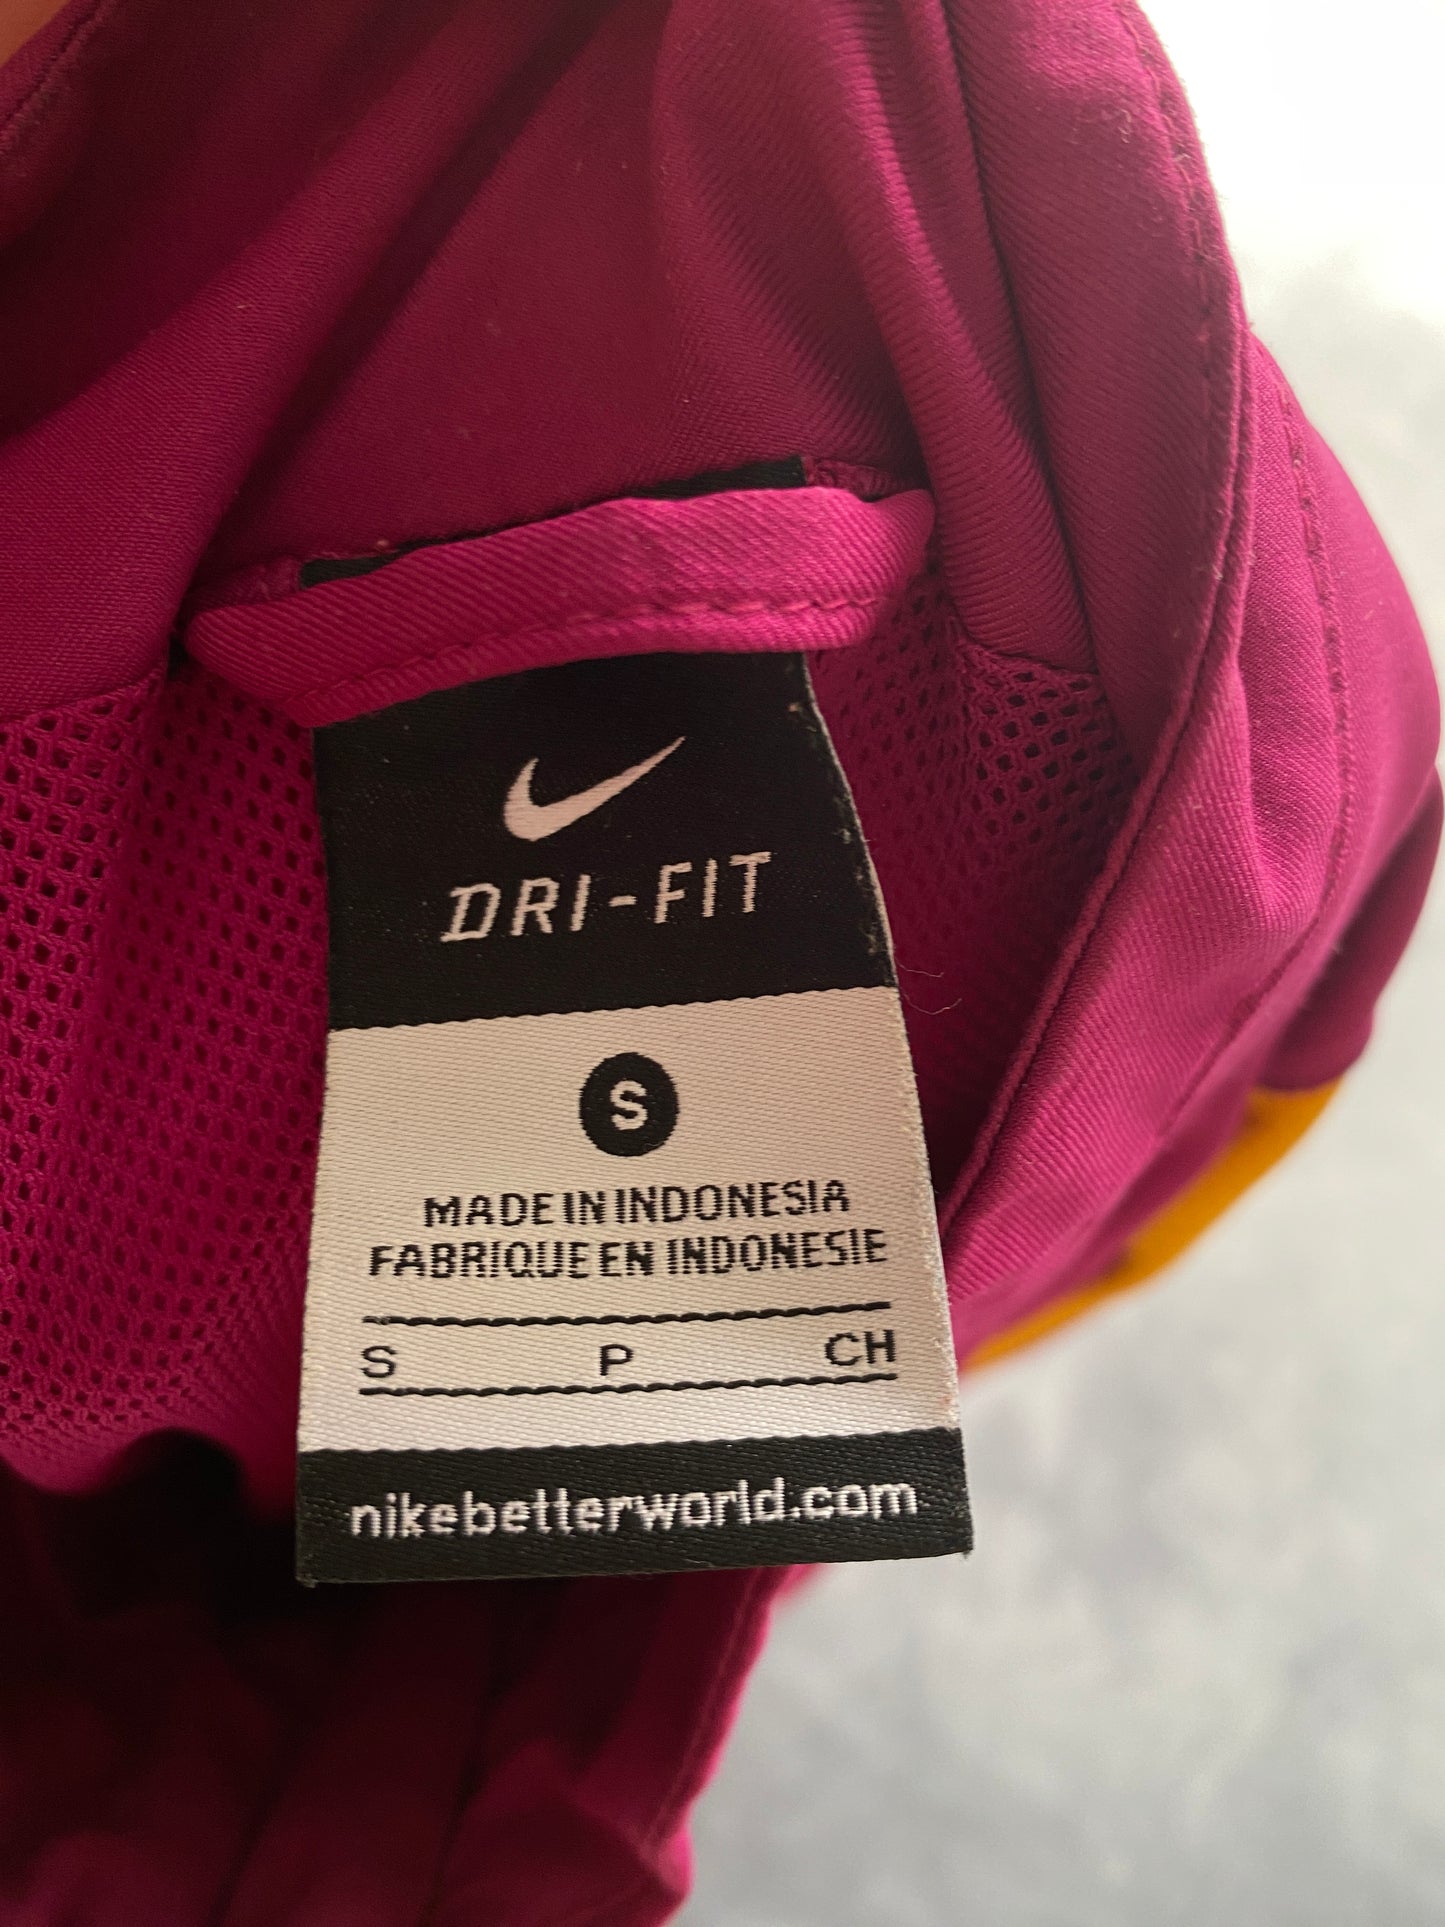 DRI-FIT
S
MADE IN INDONESIA
FABRIQUE EN INDONESIE
S P CH
nikebetterworld.com